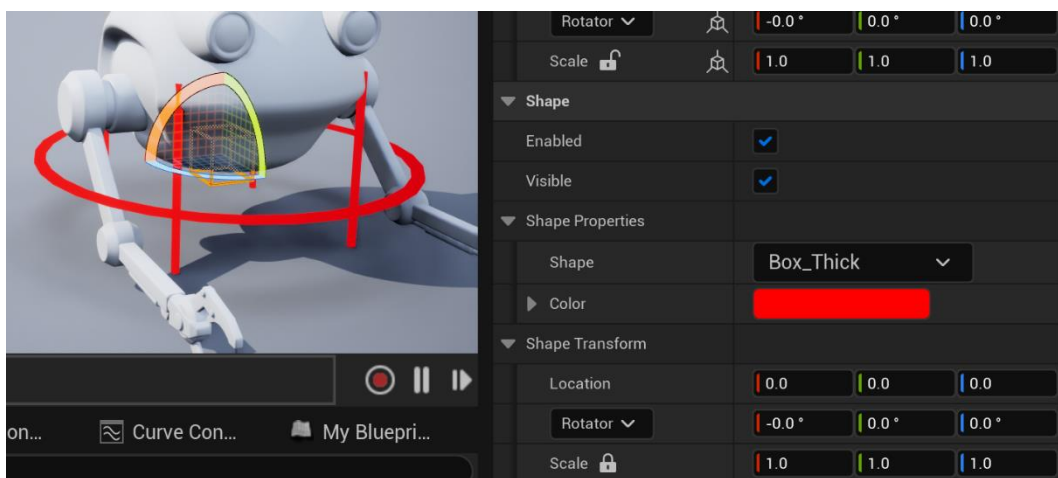 Rotator -0.0 ° 0.0 ° 0.0 °
Scale 1.0 1.0 1.0
Shape
Enabled
Visible
Shape Properties
Shape Box_Thick
Color
Shape Transform
Location 0.0 0.0 0.0
Rotator -0.0 ° 0.0 ° 0.0 °
Scale 1.0 1.0 1.0
on... Curve Con... My Bluepri...